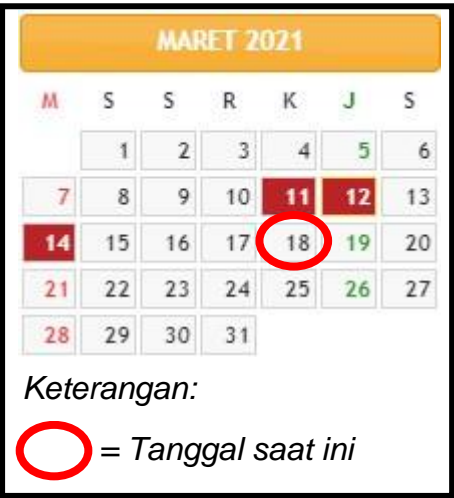 MARET 2021
M S S R K J S
1 2 3 4 5 6
7 8 9 10 11 12 13
14 15 16 17 18 19 20
21 22 23 24 25 26 27
28 29 30 31
Keterangan:
= Tanggal saat ini